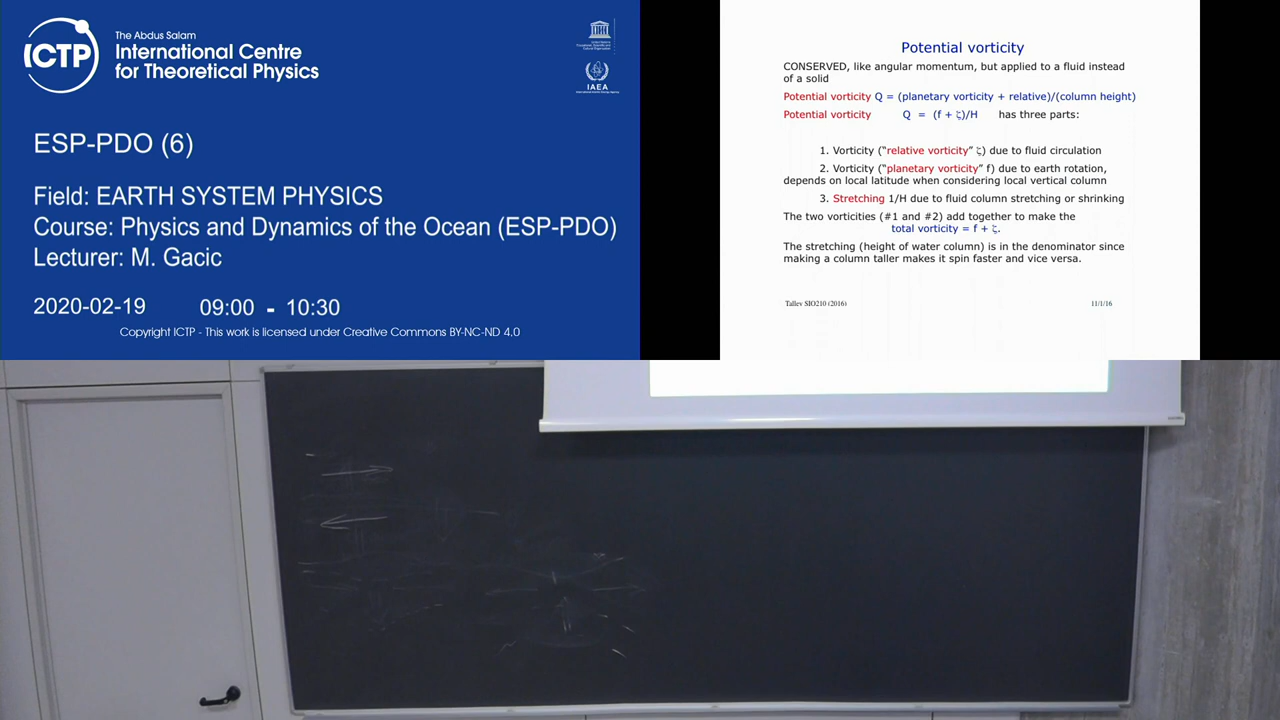 ICTP
The Abdus Salam
International Centre
for Theoretical Physics
IAEA
ESP-PDO (6)
Field: EARTH SYSTEM PHYSICS
Course: Physics and Dynamics of the Ocean (ESP-PDO)
Lecturer: M. Gacic
2020-02-19 09:00 - 10:30
Copyright ICTP - This work is licensed under Creative Commons BY-NC-ND 4.0
Potential vorticity
CONSERVED, like angular momentum, but applied to a fluid instead
of a solid
Potential vorticity Q = (planetary vorticity + relative)/(column height)
Potential vorticity Q = (f + ζ)/H has three parts:
1. Vorticity (“relative vorticity” ζ) due to fluid circulation
2. Vorticity (“planetary vorticity” f) due to earth rotation,
depends on local latitude when considering local vertical column
3. Stretching 1/H due to fluid column stretching or shrinking
The two vorticities (#1 and #2) add together to make the
total vorticity = f + ζ.
The stretching (height of water column) is in the denominator since
making a column taller makes it spin faster and vice versa.
Talley SIO210 (2016) 11/1/16